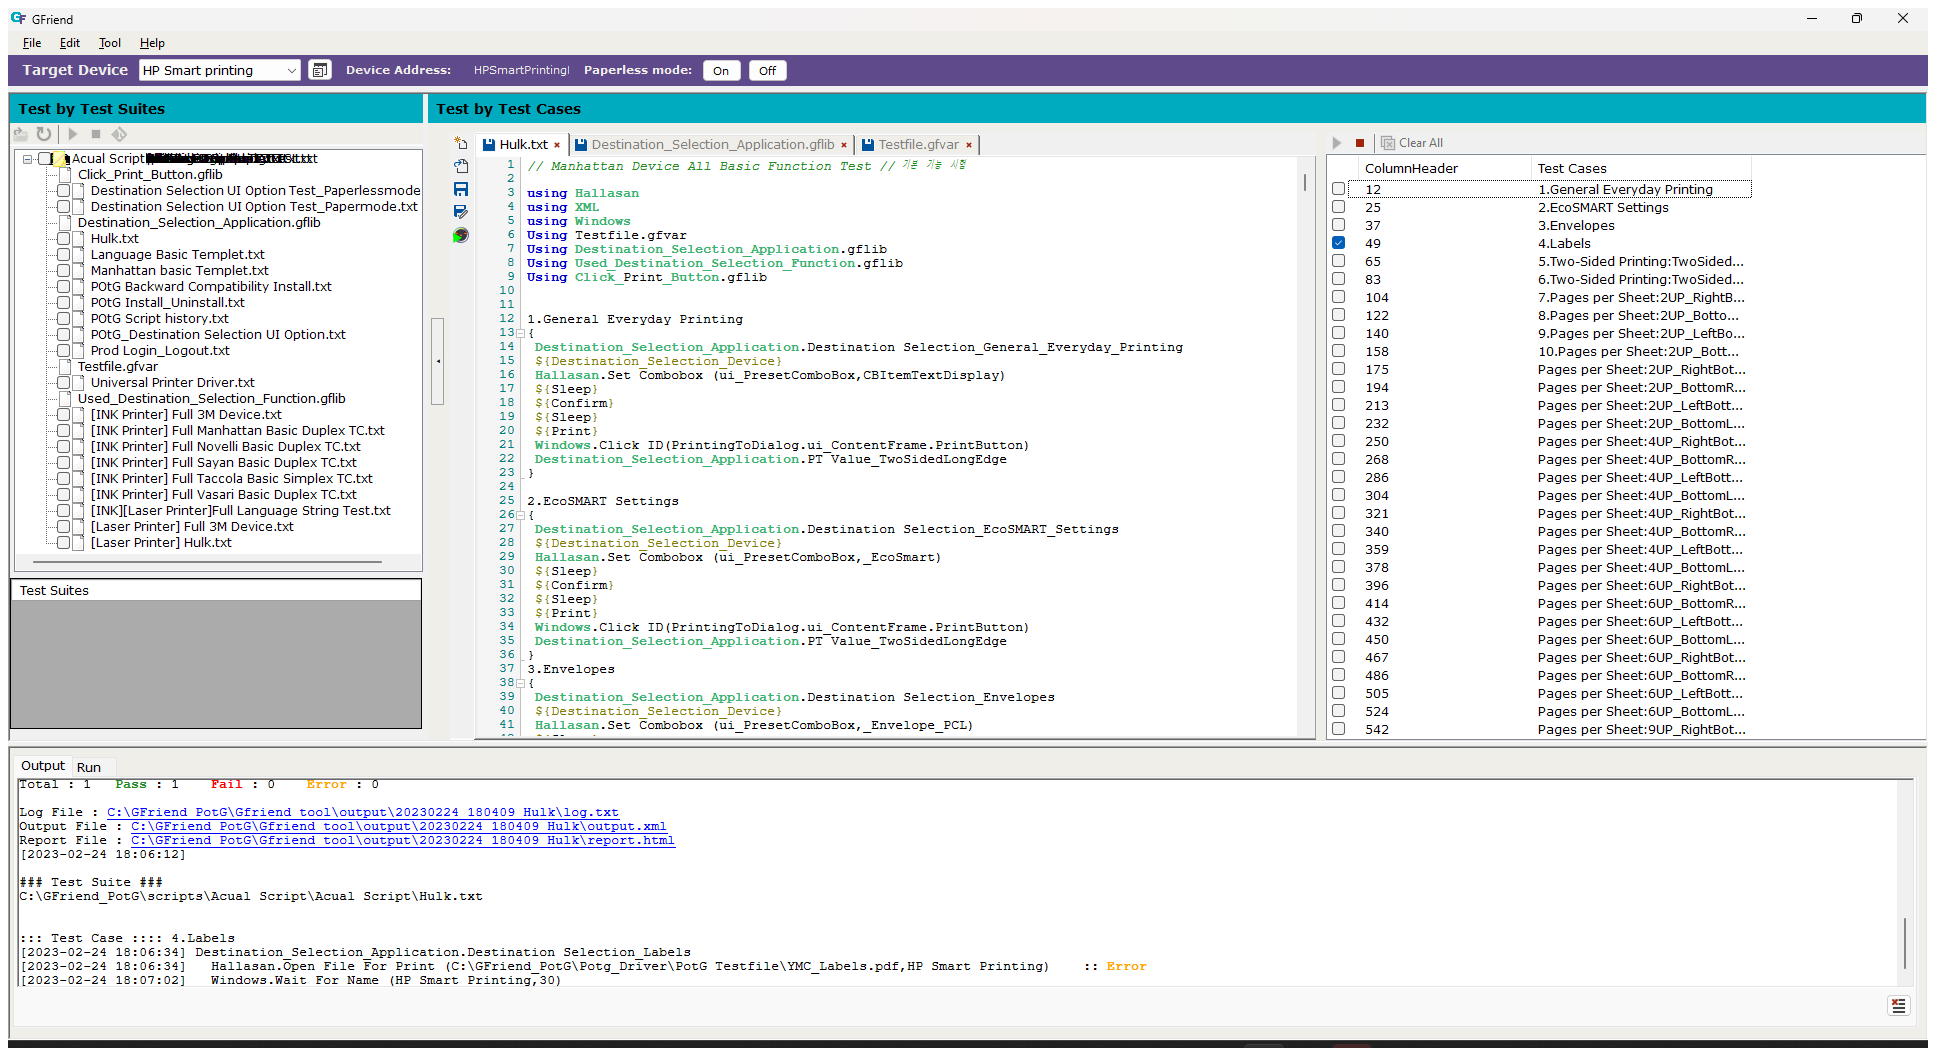 GFriend
File Edit Tool Help
Target Device HP Smart printing Device Address: HPSmartPrinting Paperless mode: On Off
Test by Test Suites
Acual Script
Click_Print_Button.gflib
Destination Selection UI Option Test_Paperlessmode
Destination Selection UI Option Test_Papermode.txt
Destination_Selection_Application.gflib
Hulk.txt
Language Basic Templet.txt
Manhattan basic Templet.txt
POtG Backward Compatibility Install.txt
POtG Install_Uninstall.txt
POtG Script history.txt
POtG_Destination Selection UI Option.txt
Prod Login_Logout.txt
Testfile.gfvar
Universal Printer Driver.txt
Used_Destination_Selection_Function.gflib
[INK Printer] Full 3M Device.txt
[INK Printer] Full Manhattan Basic Duplex TC.txt
[INK Printer] Full Novelli Basic Duplex TC.txt
[INK Printer] Full Sayan Basic Duplex TC.txt
[INK Printer] Full Taccola Basic Simplex TC.txt
[INK Printer] Full Vasari Basic Duplex TC.txt
[INK][Laser Printer]Full Language String Test.txt
[Laser Printer] Full 3M Device.txt
[Laser Printer] Hulk.txt
Test Suites
Test by Test Cases
Hulk.txt Destination_Selection_Application.gflib Testfile.gfvar
1 // Manhattan Device All Basic Function Test // 기본 기능 시험
2
3 using Hallasan
4 using XML
5 using Windows
6 Using Testfile.gfvar
7 Using Destination_Selection_Application.gflib
8 Using Used_Destination_Selection_Function.gflib
9 Using Click_Print_Button.gflib
10
11
12 1.General Everyday Printing
13 {
14 Destination_Selection_Application.Destination Selection_General_Everyday_Printing
15 ${Destination_Selection_Device}
16 Hallasan.Set Combobox (ui_PresetComboBox,CBItemTextDisplay)
17 ${Sleep}
18 ${Confirm}
19 ${Sleep}
20 ${Print}
21 Windows.Click ID(PrintingToDialog.ui_ContentFrame.PrintButton)
22 Destination_Selection_Application.PT Value_TwoSidedLongEdge
23 }
24
25 2.EcoSMART Settings
26 {
27 Destination_Selection_Application.Destination Selection_EcoSMART_Settings
28 ${Destination_Selection_Device}
29 Hallasan.Set Combobox (ui_PresetComboBox,_EcoSmart)
30 ${Sleep}
31 ${Confirm}
32 ${Sleep}
33 ${Print}
34 Windows.Click ID(PrintingToDialog.ui_ContentFrame.PrintButton)
35 Destination_Selection_Application.PT Value_TwoSidedLongEdge
36 }
37 3.Envelopes
38 {
39 Destination_Selection_Application.Destination Selection_Envelopes
40 ${Destination_Selection_Device}
41 Hallasan.Set Combobox (ui_PresetComboBox,_Envelope_PCL)
Clear All
ColumnHeader Test Cases
12 1.General Everyday Printing
25 2.EcoSMART Settings
37 3.Envelopes
49 4.Labels
65 5.Two-Sided Printing:TwoSided...
83 6.Two-Sided Printing:TwoSided...
104 7.Pages per Sheet:2UP_RightB...
122 8.Pages per Sheet:2UP_Botto...
140 9.Pages per Sheet:2UP_LeftBo...
158 10.Pages per Sheet:2UP_Bott...
175 Pages per Sheet:2UP_RightBot...
194 Pages per Sheet:2UP_BottomR...
213 Pages per Sheet:2UP_LeftBott...
232 Pages per Sheet:2UP_BottomL...
250 Pages per Sheet:4UP_RightBot...
268 Pages per Sheet:4UP_BottomR...
286 Pages per Sheet:4UP_LeftBott...
304 Pages per Sheet:4UP_BottomL...
321 Pages per Sheet:4UP_RightBot...
340 Pages per Sheet:4UP_BottomR...
359 Pages per Sheet:4UP_LeftBott...
378 Pages per Sheet:4UP_BottomL...
396 Pages per Sheet:6UP_RightBot...
414 Pages per Sheet:6UP_BottomR...
432 Pages per Sheet:6UP_LeftBott...
450 Pages per Sheet:6UP_BottomL...
467 Pages per Sheet:6UP_RightBot...
486 Pages per Sheet:6UP_BottomR...
505 Pages per Sheet:6UP_LeftBott...
524 Pages per Sheet:6UP_BottomL...
542 Pages per Sheet:9UP_RightBot...
Output Run
Total : 1 Pass : 1 Fail : 0 Error : 0
Log File : C:\GFriend_PotG\Gfriend_tool\output\20230224_180409_Hulk\log.txt
Output File : C:\GFriend_PotG\Gfriend_tool\output\20230224_180409_Hulk\output.xml
Report File : C:\GFriend_PotG\Gfriend_tool\output\20230224_180409_Hulk\report.html
[2023-02-24 18:06:12]
### Test Suite ###
C:\GFriend_PotG\scripts\Acual Script\Acual Script\Hulk.txt
::: Test Case :::: 4.Labels
[2023-02-24 18:06:34] Destination_Selection_Application.Destination Selection_Labels
[2023-02-24 18:06:34] Hallasan.Open File For Print (C:\GFriend_PotG\Potg_Driver\PotG Testfile\YMC_Labels.pdf,HP Smart Printing) :: Error
[2023-02-24 18:07:02] Windows.Wait For Name (HP Smart Printing,30)